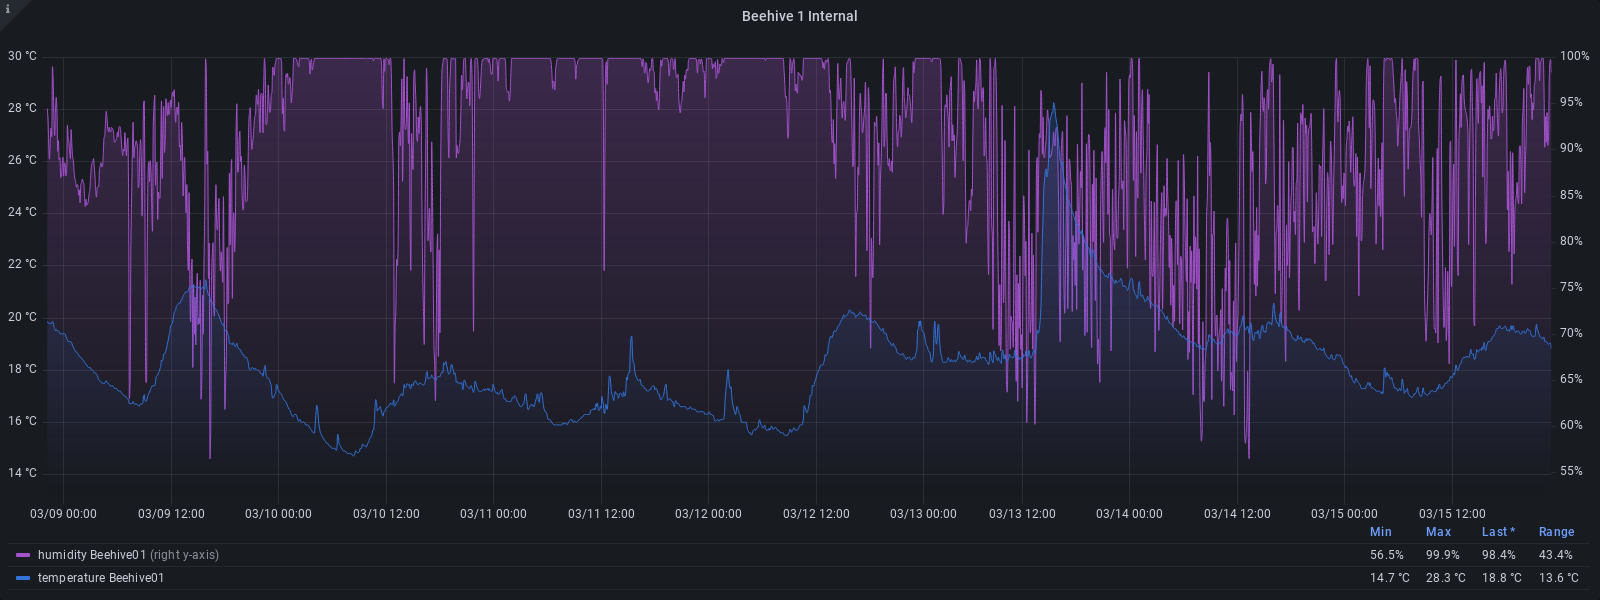 i
Beehive 1 Internal
30 °C 100%
28 °C 95%
26 °C 90%
24 °C 85%
22 °C 80%
20 °C 75%
18 °C 70%
16 °C 65%
14 °C 60%
55%
03/09 00:00 03/09 12:00 03/10 00:00 03/10 12:00 03/11 00:00 03/11 12:00 03/12 00:00 03/12 12:00 03/13 00:00 03/13 12:00 03/14 00:00 03/14 12:00 03/15 00:00 03/15 12:00
Min Max Last * Range
humidity Beehive01 (right y-axis) 56.5% 99.9% 98.4% 43.4%
temperature Beehive01 14.7 °C 28.3 °C 18.8 °C 13.6 °C